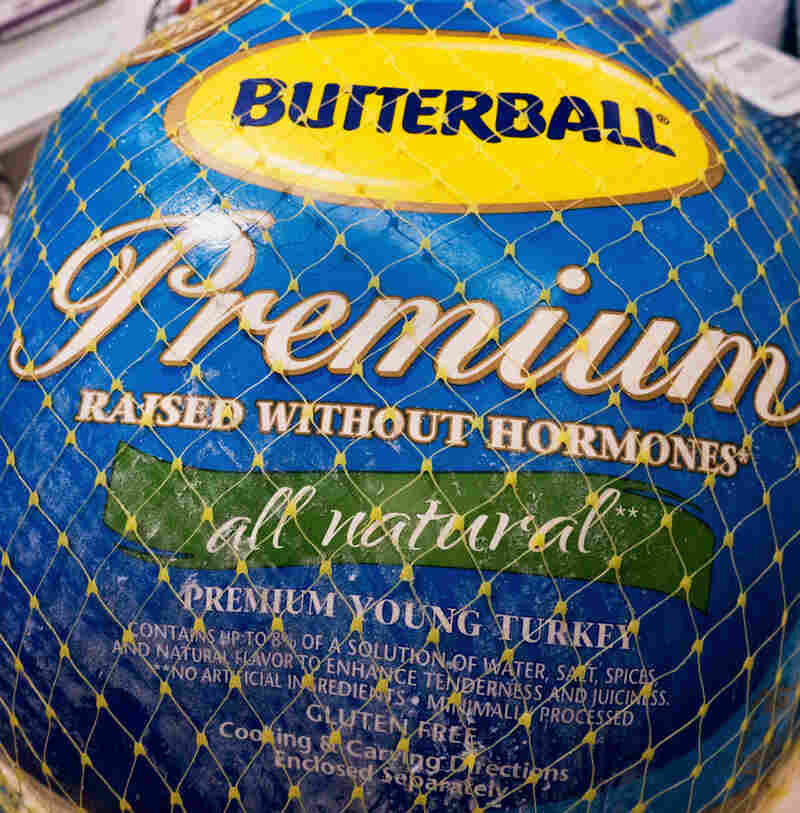 BUTTERBALL®
Premium
RAISED WITHOUT HORMONES*
all natural**
PREMIUM YOUNG TURKEY
CONTAINS UP TO 8% OF A SOLUTION OF WATER, SALT, SPICES
AND NATURAL FLAVOR TO ENHANCE TENDERNESS AND JUICINESS.
**NO ARTIFICIAL INGREDIENTS • MINIMALLY PROCESSED
GLUTEN FREE
Cooking & Carving Directions
Enclosed Separately